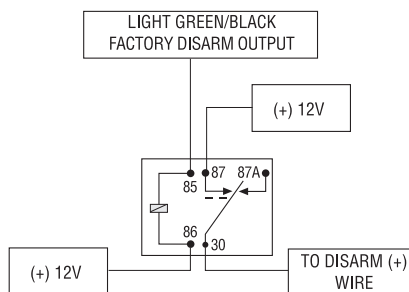 LIGHT GREEN/BLACK
FACTORY DISARM OUTPUT
(+) 12V
87 87A
85
86
30
(+) 12V
TO DISARM (+)
WIRE